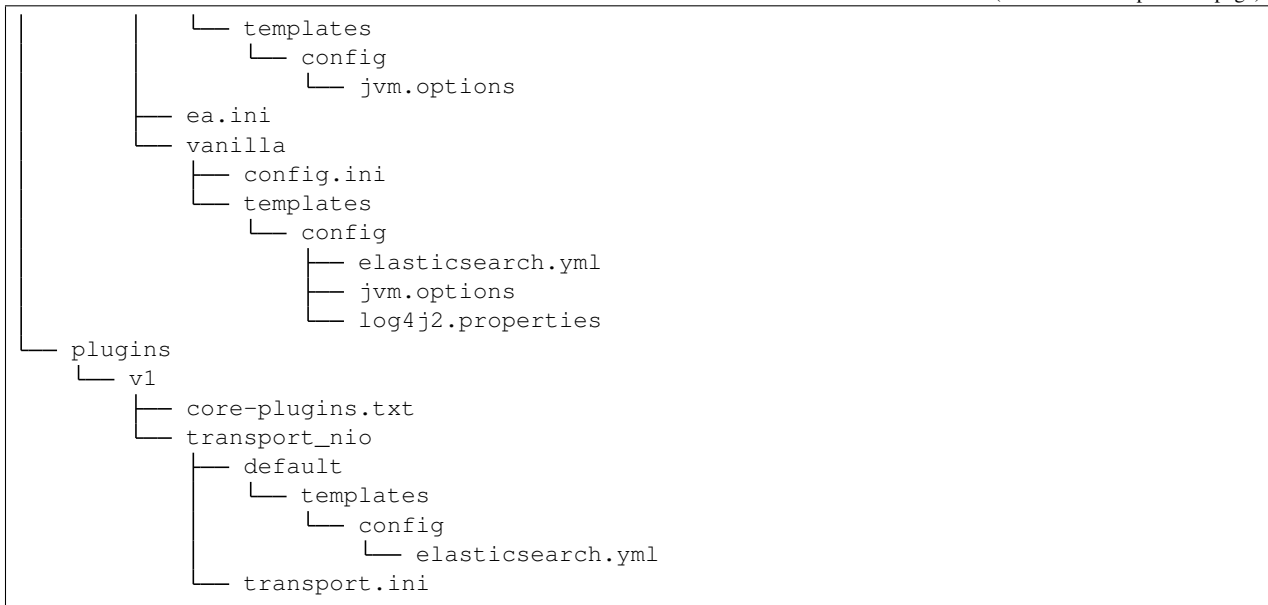 │       │   └── templates
│       │       └── config
│       │           └── jvm.options
│       ├── ea.ini
│       └── vanilla
│           ├── config.ini
│           └── templates
│               └── config
│                   ├── elasticsearch.yml
│                   ├── jvm.options
│                   └── log4j2.properties
└── plugins
    └── v1
        ├── core-plugins.txt
        └── transport_nio
            ├── default
            │   └── templates
            │       └── config
            │           └── elasticsearch.yml
            └── transport.ini